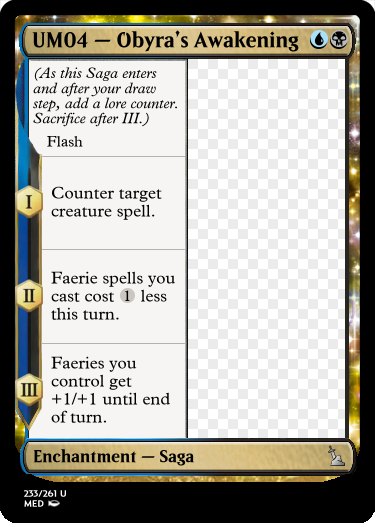 UM04 — Obyra's Awakening
(As this Saga enters
and after your draw
step, add a lore counter.
Sacrifice after III.)
Flash
I
Counter target
creature spell.
II
Faerie spells you
cast cost 1 less
this turn.
III
Faeries you
control get
+1/+1 until end
of turn.
Enchantment — Saga
233/261 U
MED